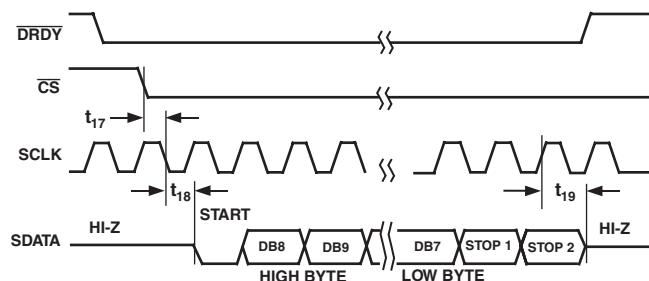 DRDY
CS
t17
SCLK
t18
t19
START
HI-Z
HI-Z
SDATA
DB8
DB9
DB7
STOP 1
STOP 2
HIGH BYTE
LOW BYTE